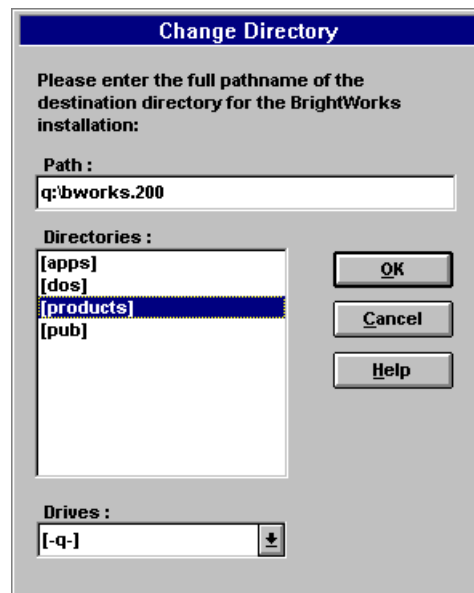 Change Directory
Please enter the full pathname of the
destination directory for the BrightWorks
installation:
Path :
q:\bworks.200
Directories :
[apps]
[dos]
[products]
[pub]
OK
Cancel
Help
Drives :
[-q-]